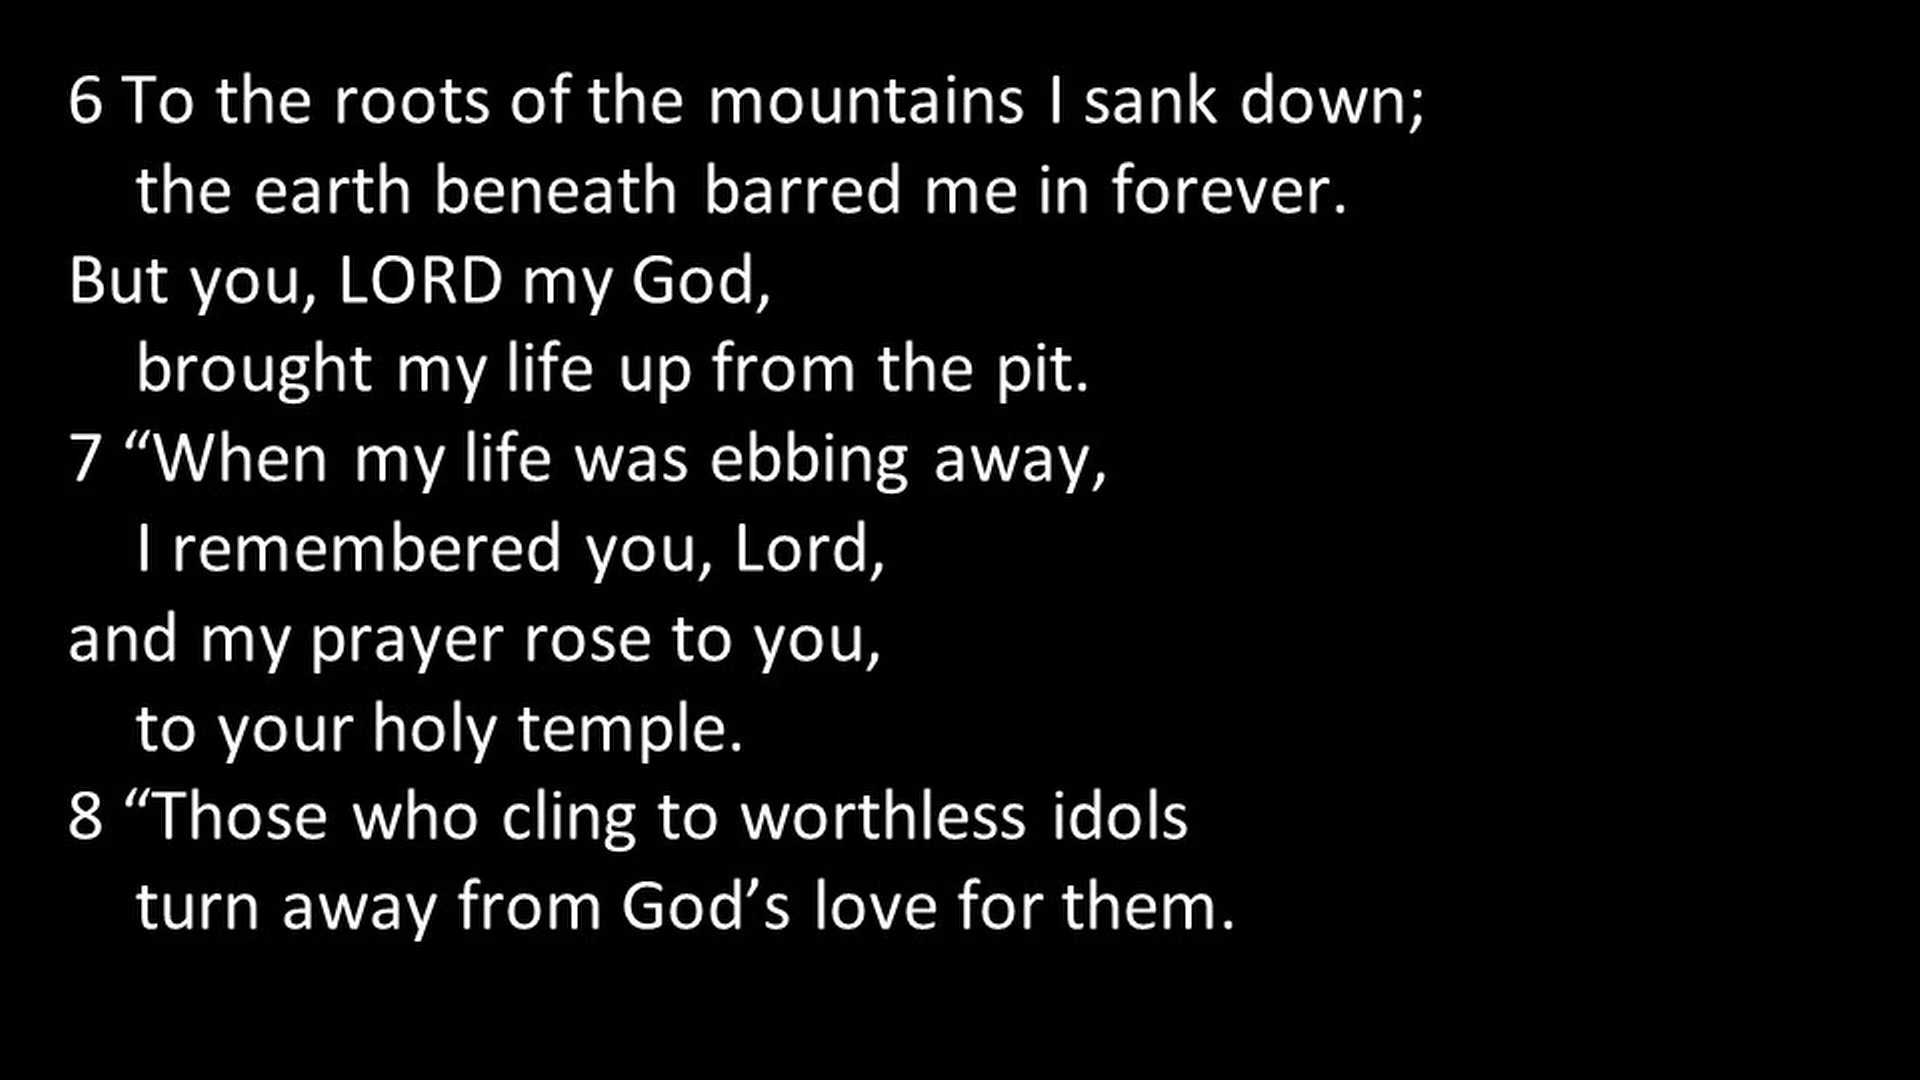 6 To the roots of the mountains I sank down;
the earth beneath barred me in forever.
But you, LORD my God,
brought my life up from the pit.
7 “When my life was ebbing away,
I remembered you, Lord,
and my prayer rose to you,
to your holy temple.
8 “Those who cling to worthless idols
turn away from God’s love for them.